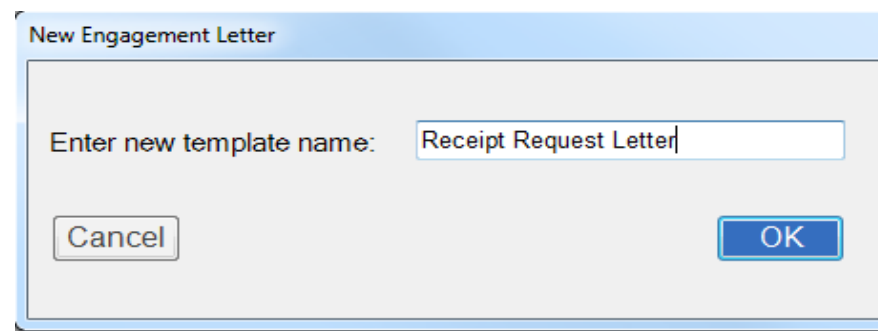 New Engagement Letter
Enter new template name: Receipt Request Letter
Cancel OK